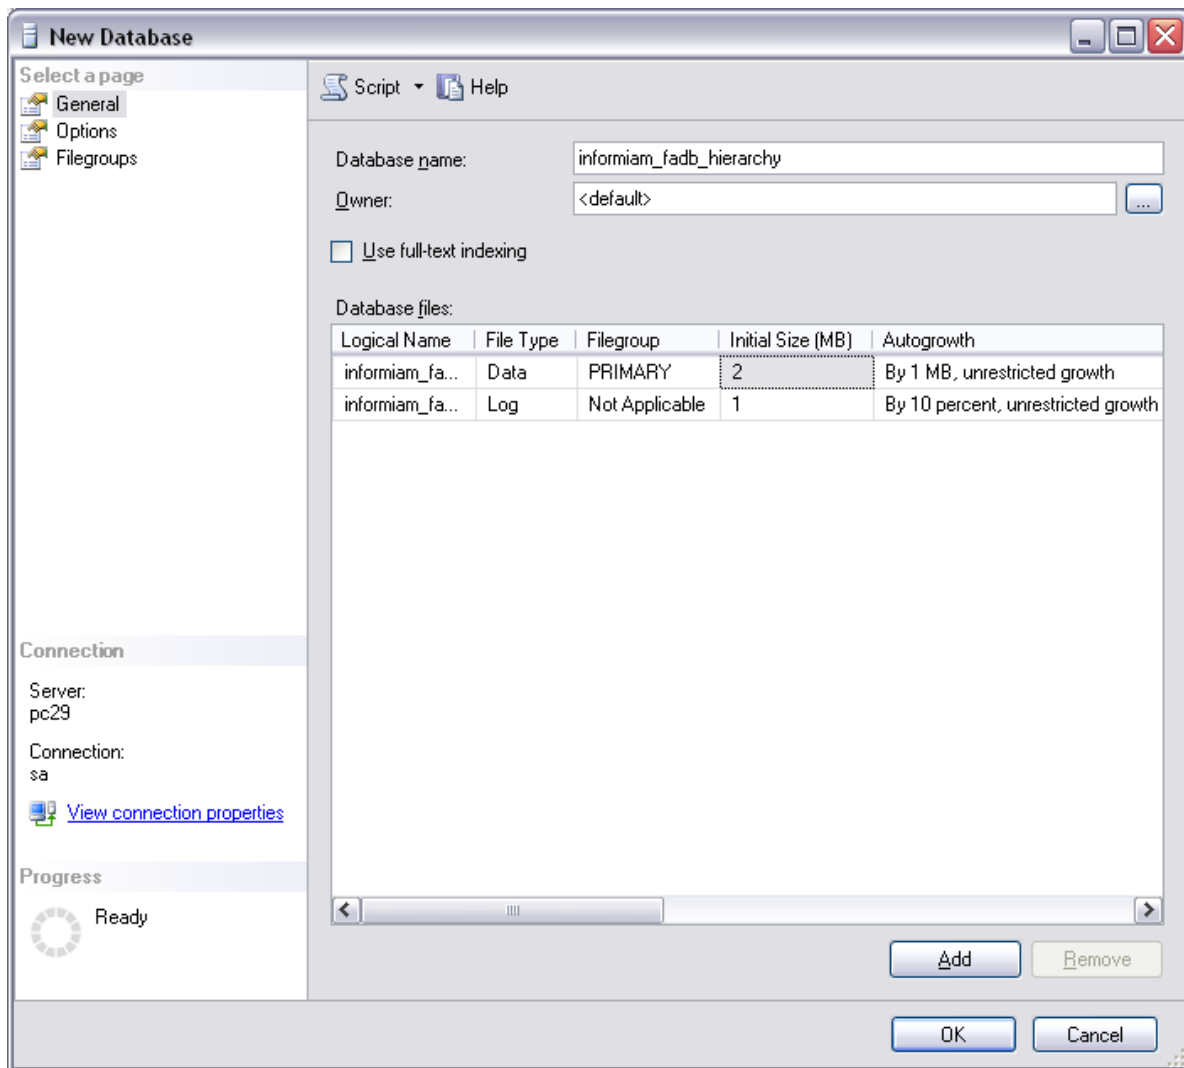 New Database
Select a page
General
Options
Filegroups
Script
Help
Database name:
informiam_fadb_hierarchy
Owner:
<default>
...
Use full-text indexing
Database files:
Logical Name File Type Filegroup Initial Size (MB) Autogrowth
informiam_fa... Data PRIMARY 2 By 1 MB, unrestricted growth
informiam_fa... Log Not Applicable 1 By 10 percent, unrestricted growth
Connection
Server:
pc29
Connection:
sa
View connection properties
Progress
Ready
Add Remove
OK Cancel